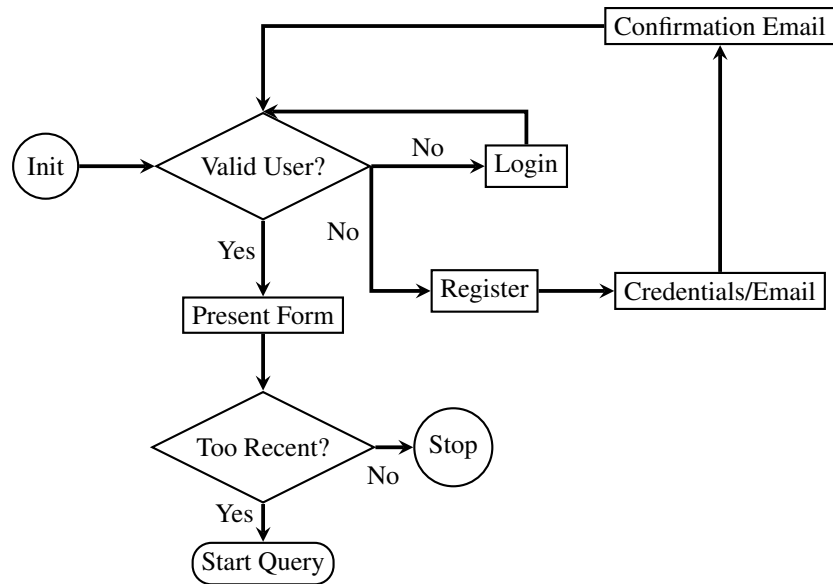 Confirmation Email
Init
Valid User?
No
Login
Yes
No
Register
Credentials/Email
Present Form
Too Recent?
No
Stop
Yes
Start Query